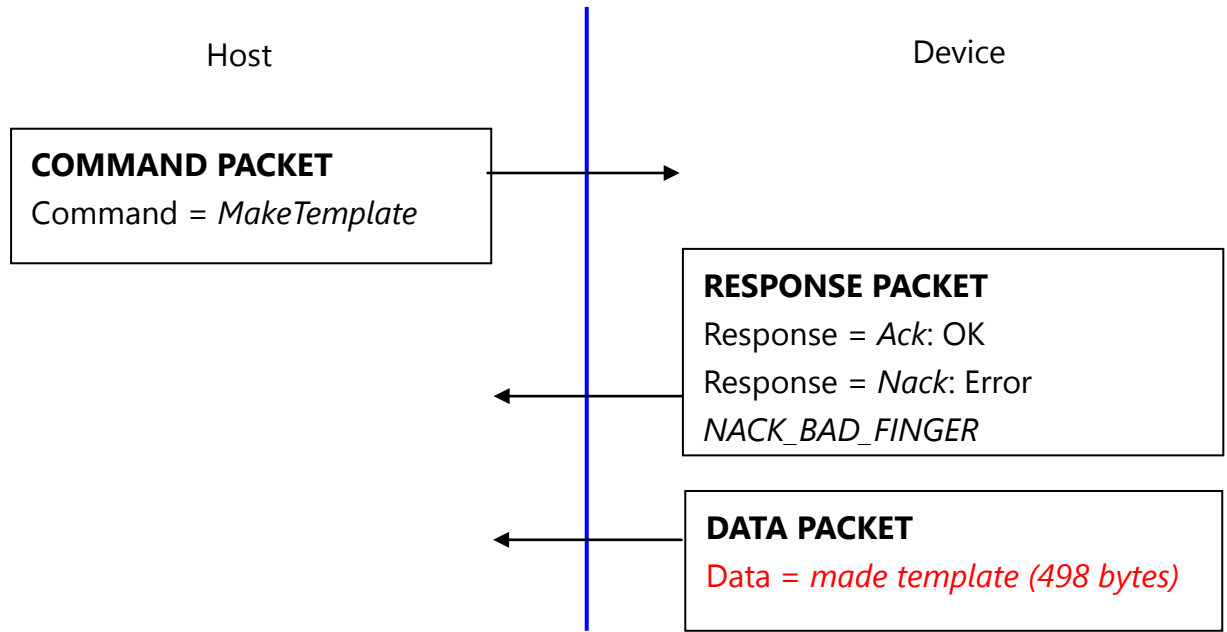 Host
Device
COMMAND PACKET
Command = MakeTemplate
RESPONSE PACKET
Response = Ack: OK
Response = Nack: Error
NACK_BAD_FINGER
DATA PACKET
Data = made template (498 bytes)